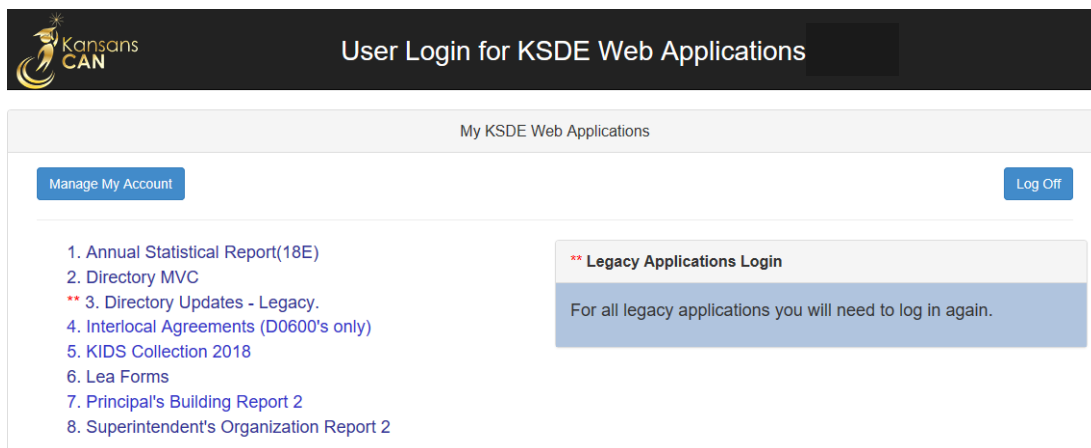 Kansans
CAN
User Login for KSDE Web Applications
My KSDE Web Applications
Manage My Account
Log Off
1. Annual Statistical Report(18E)
2. Directory MVC
** 3. Directory Updates - Legacy.
4. Interlocal Agreements (D0600's only)
5. KIDS Collection 2018
6. Lea Forms
7. Principal's Building Report 2
8. Superintendent's Organization Report 2
** Legacy Applications Login
For all legacy applications you will need to log in again.